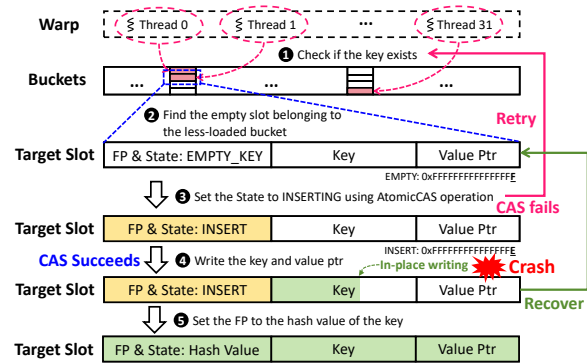 Warp
Thread 0
Thread 1
...
Thread 31
❶ Check if the key exists
Buckets
...
...
...
Retry
❷ Find the empty slot belonging to
the less-loaded bucket
Target Slot
FP & State: EMPTY_KEY
Key
Value Ptr
EMPTY: 0xFFFFFFFFFFFFFFFF
❸ Set the State to INSERTING using AtomicCAS operation
CAS fails
Target Slot
FP & State: INSERT
Key
Value Ptr
INSERT: 0xFFFFFFFFFFFFFFFE
CAS Succeeds
❹ Write the key and value ptr
In-place writing
Crash
Target Slot
FP & State: INSERT
Key
Value Ptr
Recover
❺ Set the FP to the hash value of the key
Target Slot
FP & State: Hash Value
Key
Value Ptr